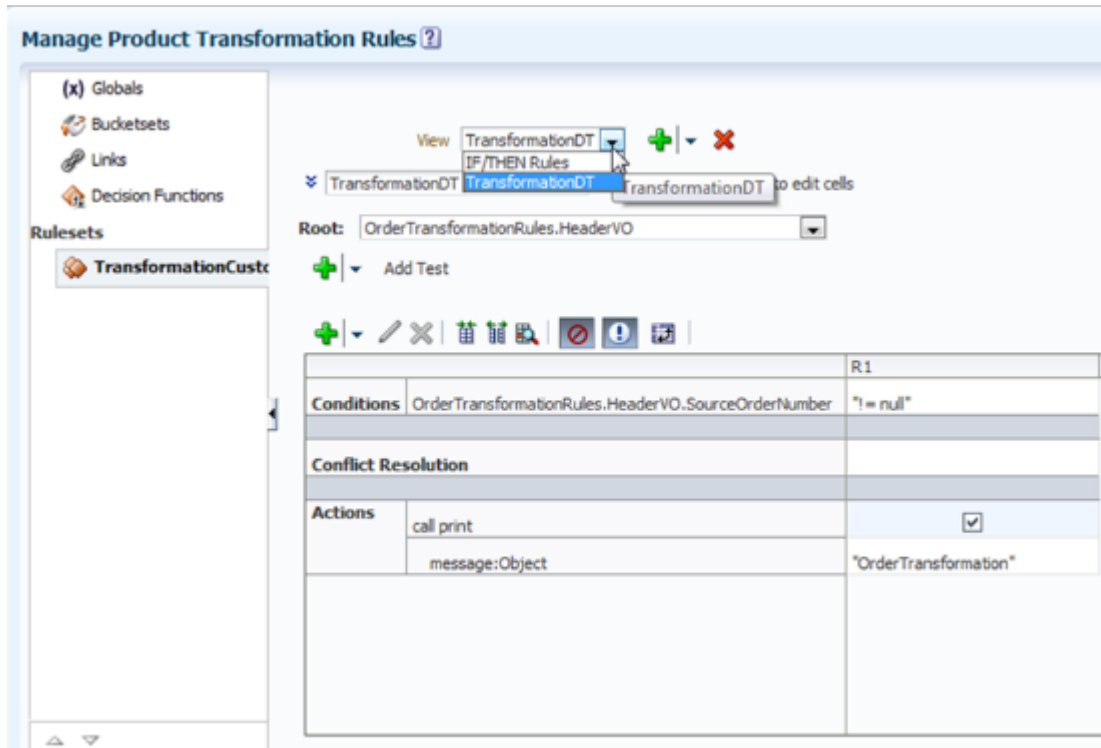 Manage Product Transformation Rules ?
(x) Globals
Bucketsets
Links
Decision Functions
Rulesets
TransformationCusto
View TransformationDT
IF/THEN Rules
TransformationDT
TransformationDT
TransformationDT
to edit cells
Root: OrderTransformationRules.HeaderVO
Add Test
R1
Conditions OrderTransformationRules.HeaderVO.SourceOrderNumber "!= null"
Conflict Resolution
Actions
call print
message:Object "OrderTransformation"